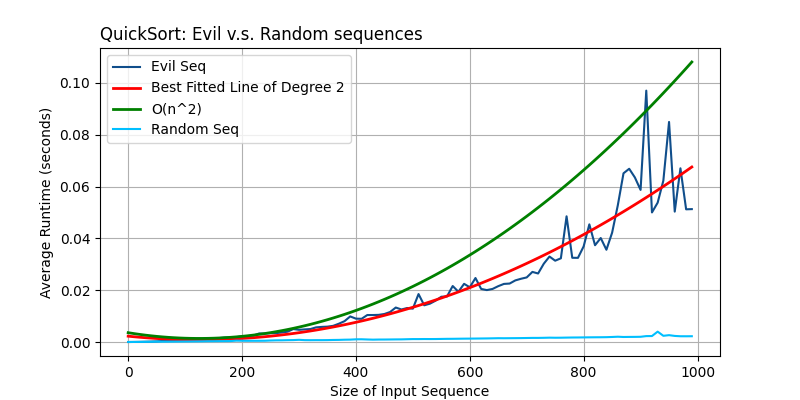 QuickSort: Evil v.s. Random sequences
Evil Seq
Best Fitted Line of Degree 2
O(n^2)
Random Seq
Average Runtime (seconds)
0.10
0.08
0.06
0.04
0.02
0.00
0 200 400 600 800 1000
Size of Input Sequence